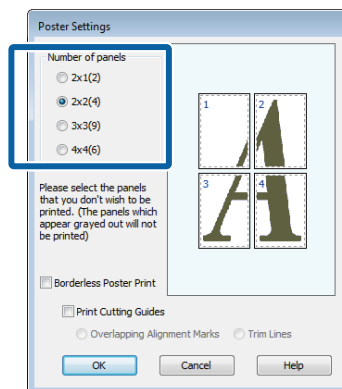 Poster Settings
Number of panels
2x1(2)
2x2(4)
3x3(9)
4x4(6)
1
2
3
4
Please select the panels
that you don't wish to be
printed. (The panels which
appear grayed out will not
be printed)
Borderless Poster Print
Print Cutting Guides
Overlapping Alignment Marks
Trim Lines
OK
Cancel
Help